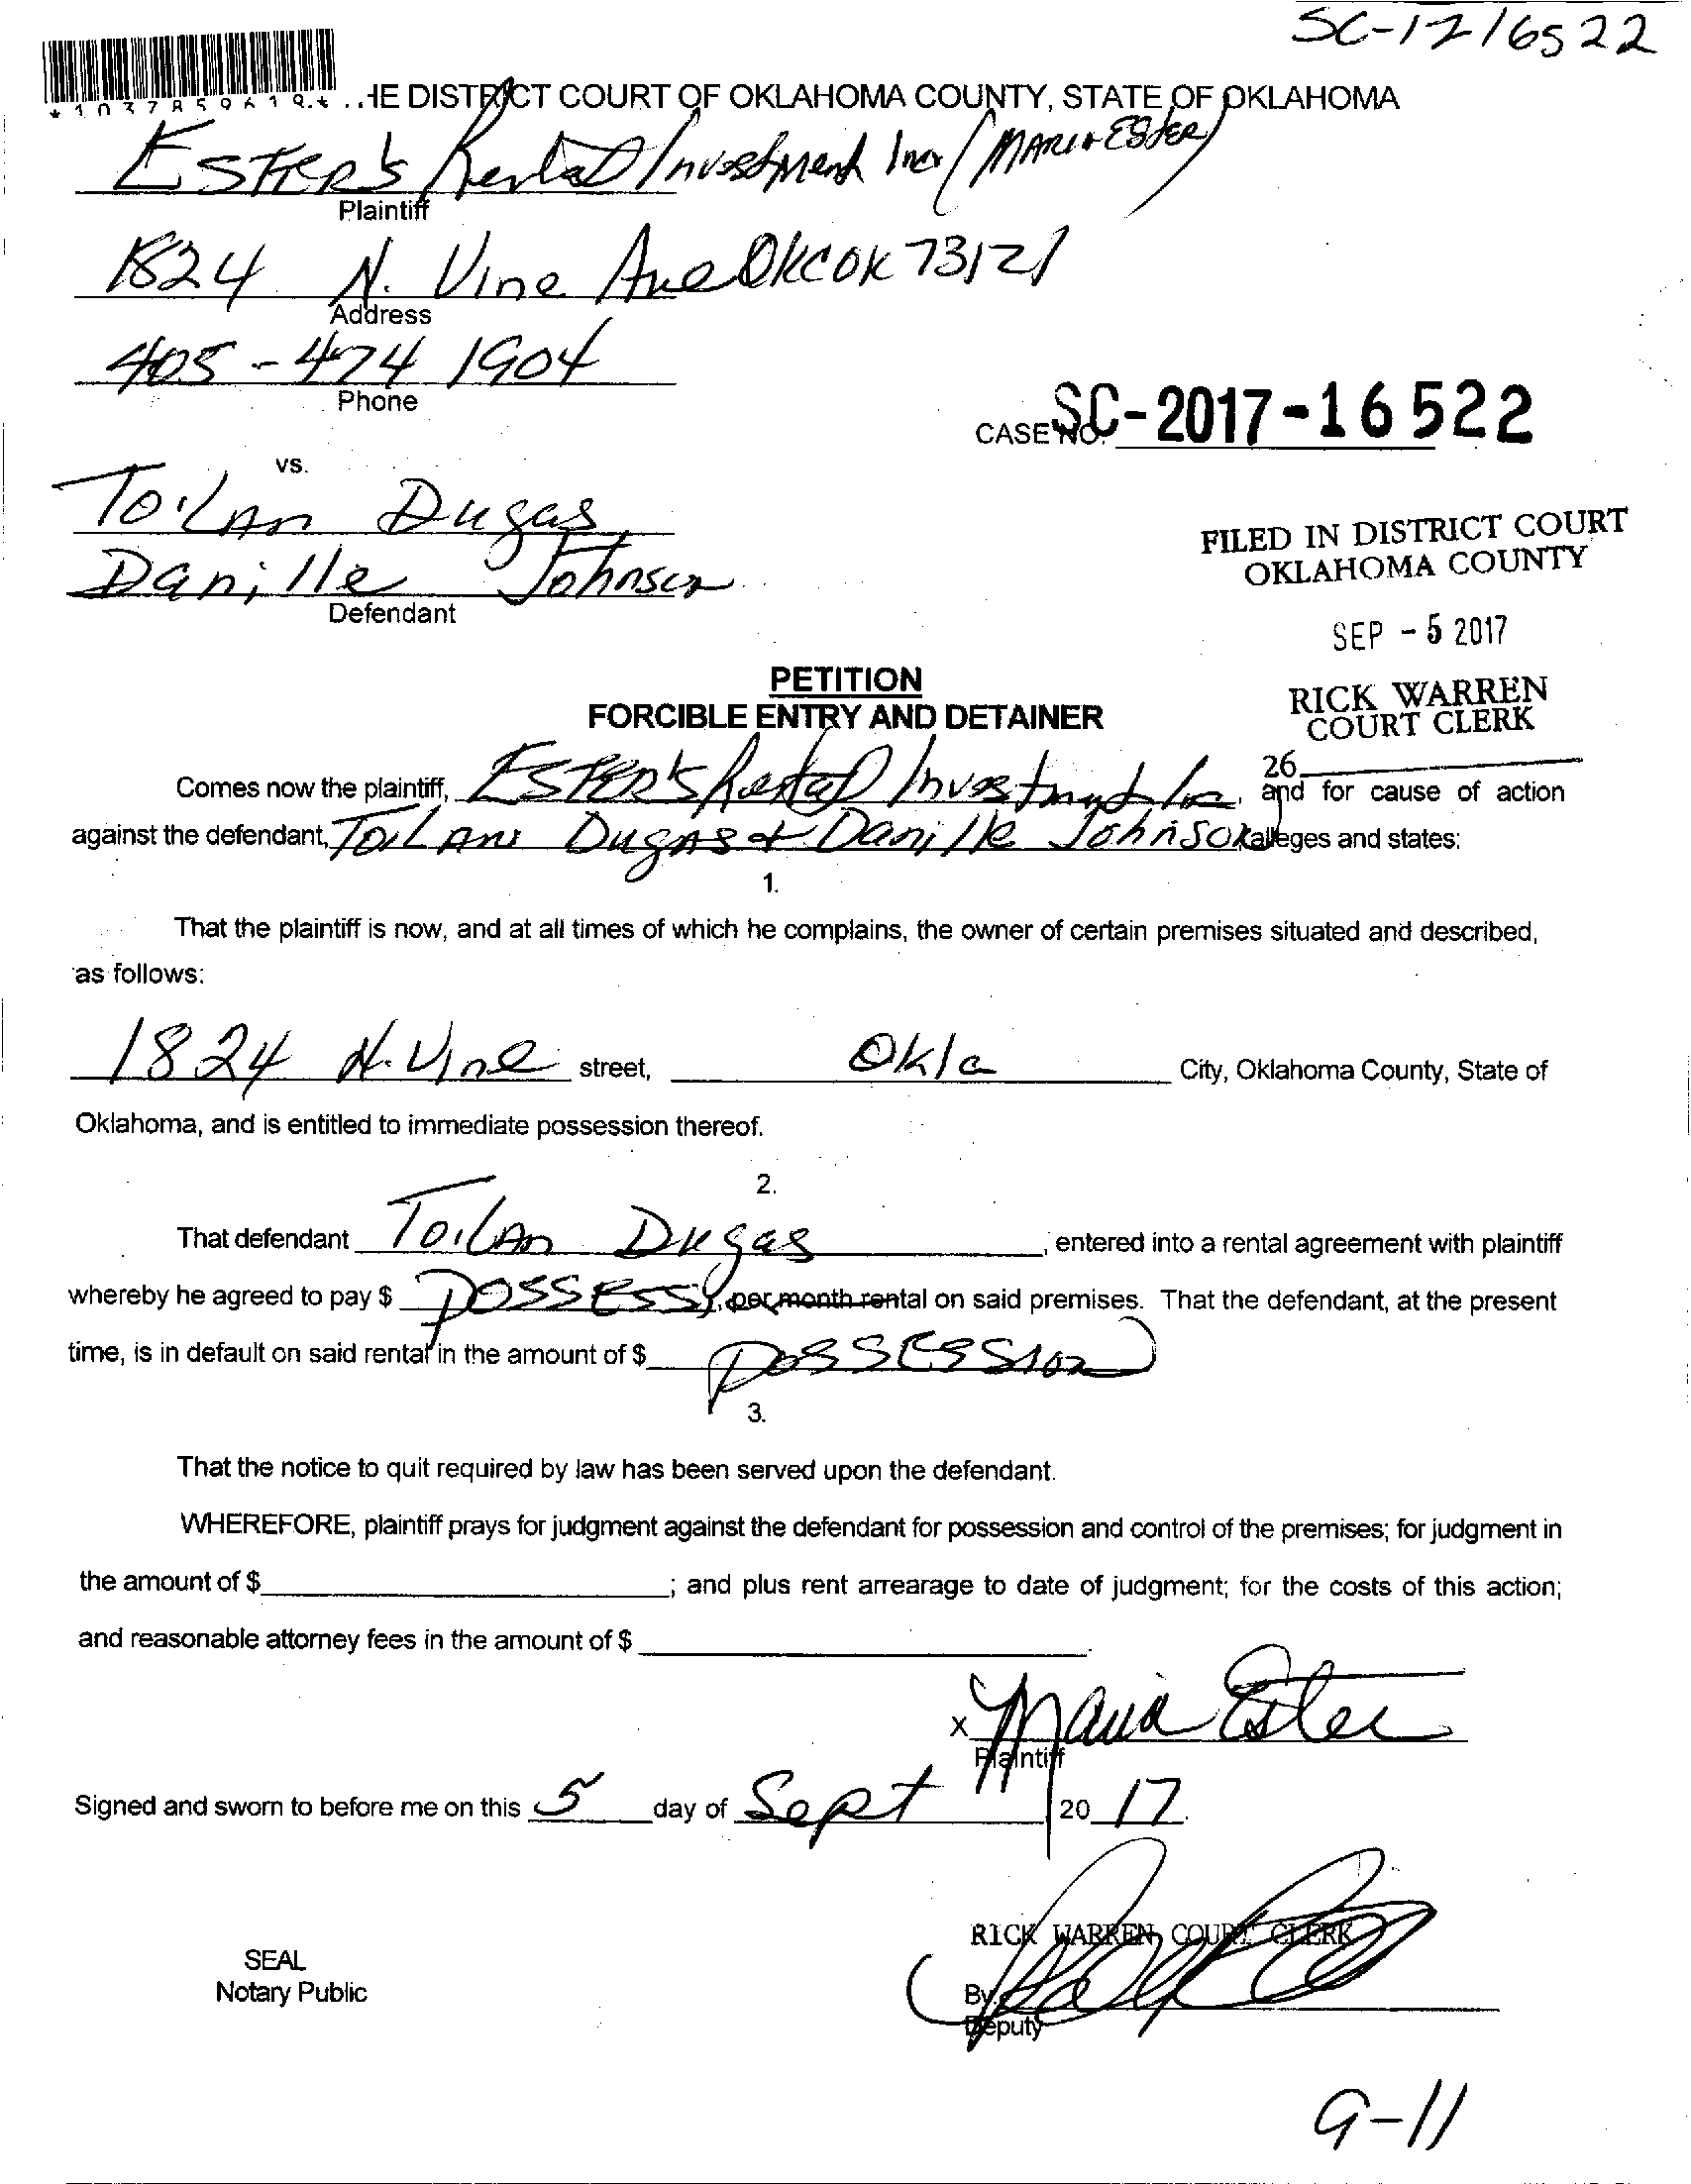 SC-1716522
*1037859619*
HE DISTRICT COURT OF OKLAHOMA COUNTY, STATE OF OKLAHOMA
Ester's Rental Investment Inc (Maria Ester)
Plaintiff
1824 N. Vine Ave OKC OK 73121
Address
405-474 1904
Phone
CASE NO. SC-2017-16522
vs.
Toilan Dugas
Danille Johnson
Defendant
FILED IN DISTRICT COURT
OKLAHOMA COUNTY
SEP - 5 2017
RICK WARREN
COURT CLERK
26
PETITION
FORCIBLE ENTRY AND DETAINER
Comes now the plaintiff, Ester's Rental Investment Inc, and for cause of action
against the defendant, Toilani Dugas + Danille Johnson alleges and states:
1.
That the plaintiff is now, and at all times of which he complains, the owner of certain premises situated and described,
as follows:
1824 N. Vine street, Okla City, Oklahoma County, State of
Oklahoma, and is entitled to immediate possession thereof.
2.
That defendant Toilan Dugas, entered into a rental agreement with plaintiff
whereby he agreed to pay $ per month rental on said premises. That the defendant, at the present
time, is in default on said rental in the amount of $ Possession
3.
That the notice to quit required by law has been served upon the defendant.
WHEREFORE, plaintiff prays for judgment against the defendant for possession and control of the premises; for judgment in
the amount of $ ; and plus rent arrearage to date of judgment; for the costs of this action;
and reasonable attorney fees in the amount of $
x Maria Ester
Plaintiff
Signed and sworn to before me on this 5 day of Sept 20 17.
RICK WARREN, COURT CLERK
SEAL
Notary Public
By:
Deputy
9-11